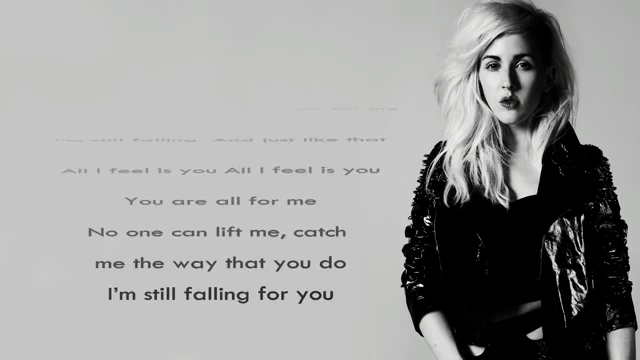 I'm still falling And just like that
All I feel is you All I feel is you
You are all for me
No one can lift me, catch
me the way that you do
I'm still falling for you